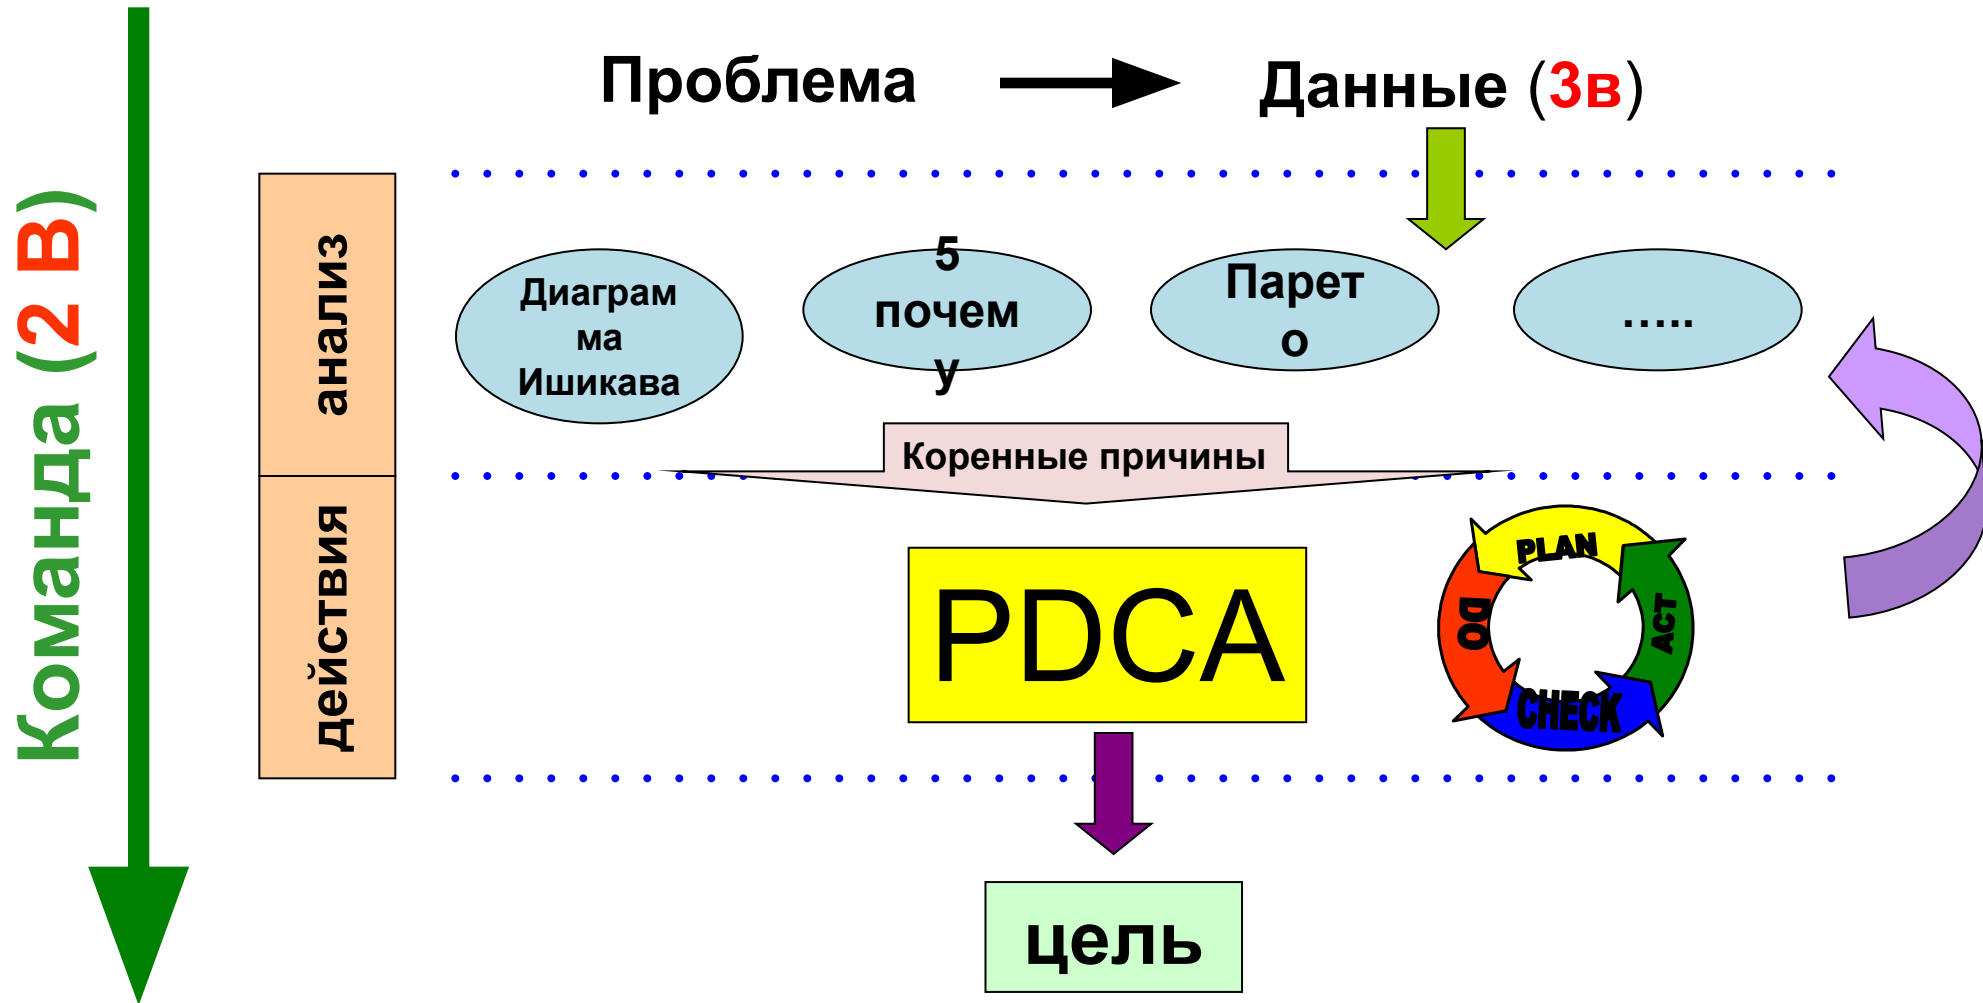 Команда (2 В)
Проблема
Данные (3в)
анализ
Диаграм
ма
Ишикава
5
почем
у
Парет
о
…..
Коренные причины
действия
PDCA
PLAN
DO
CHECK
ACT
цель